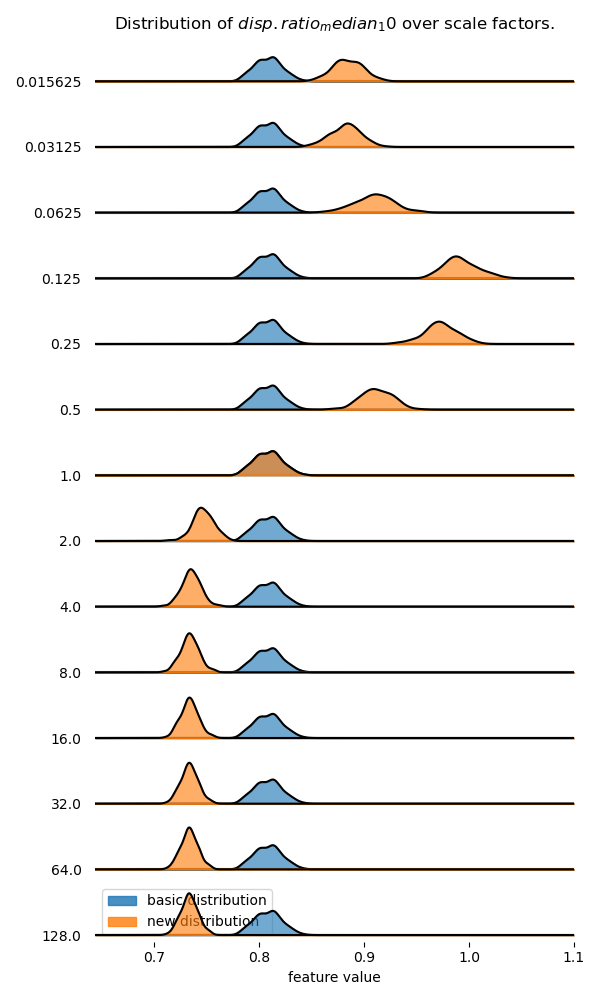 Distribution of disp.ratio_median_10 over scale factors.
0.015625
0.03125
0.0625
0.125
0.25
0.5
1.0
2.0
4.0
8.0
16.0
32.0
64.0
basic distribution
new distribution
128.0
0.7 0.8 0.9 1.0 1.1
feature value